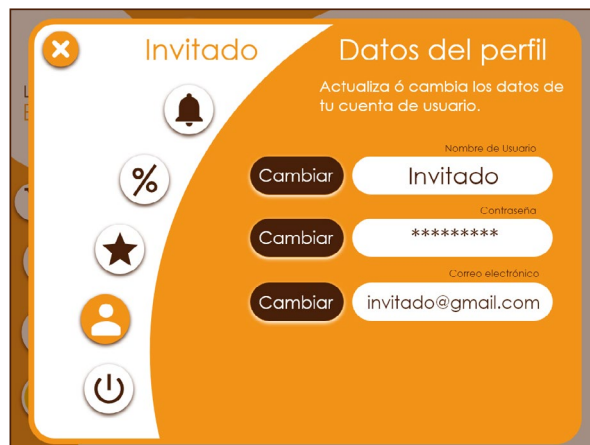 Invitado
Datos del perfil
Actualiza ó cambia los datos de
tu cuenta de usuario.
Nombre de Usuario
Cambiar
Invitado
Contraseña
Cambiar
*********
Correo electrónico
Cambiar
invitado@gmail.com
%